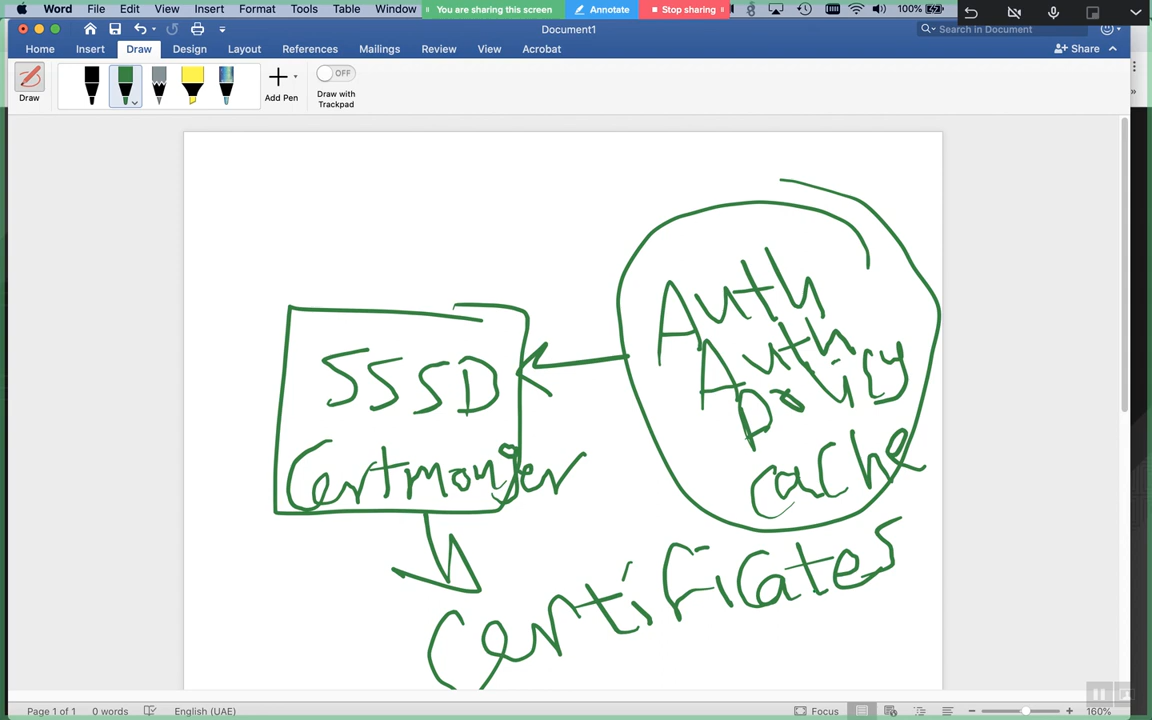 Word File Edit View Insert Format Tools Table Window You are sharing this screen Annotate Stop sharing 100%
Document1
Search in Document
Home Insert Draw Design Layout References Mailings Review View Acrobat
Share
Draw
Add Pen
OFF
Draw with
Trackpad
Auth
Auth
policy
cache
SSSD
Certmonger
Certificates
Page 1 of 1 0 words English (UAE) Focus 160%